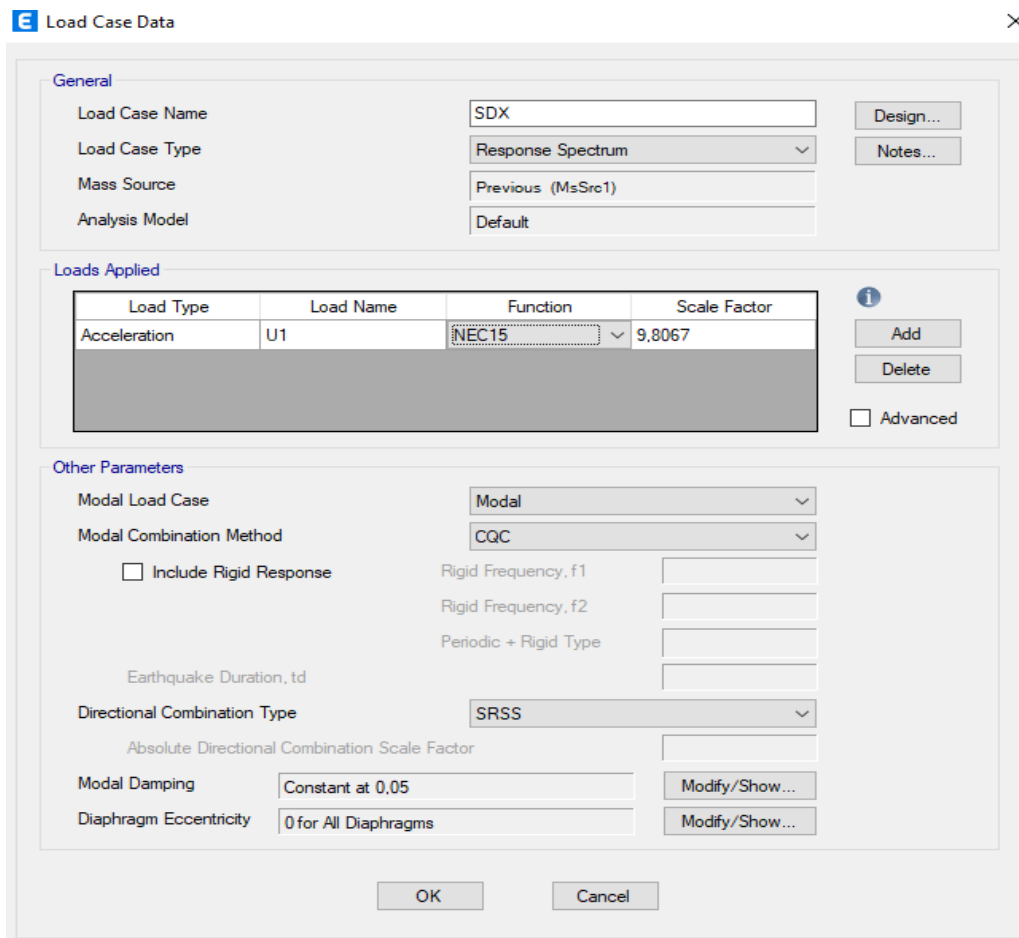 E Load Case Data
General
Load Case Name SDX Design...
Load Case Type Response Spectrum Notes...
Mass Source Previous (MsSrc1)
Analysis Model Default
Loads Applied
Load Type Load Name Function Scale Factor
Acceleration U1 NEC15 9,8067
i
Add
Delete
Advanced
Other Parameters
Modal Load Case Modal
Modal Combination Method CQC
Include Rigid Response Rigid Frequency, f1
Rigid Frequency, f2
Periodic + Rigid Type
Earthquake Duration, td
Directional Combination Type SRSS
Absolute Directional Combination Scale Factor
Modal Damping Constant at 0,05 Modify/Show...
Diaphragm Eccentricity 0 for All Diaphragms Modify/Show...
OK Cancel